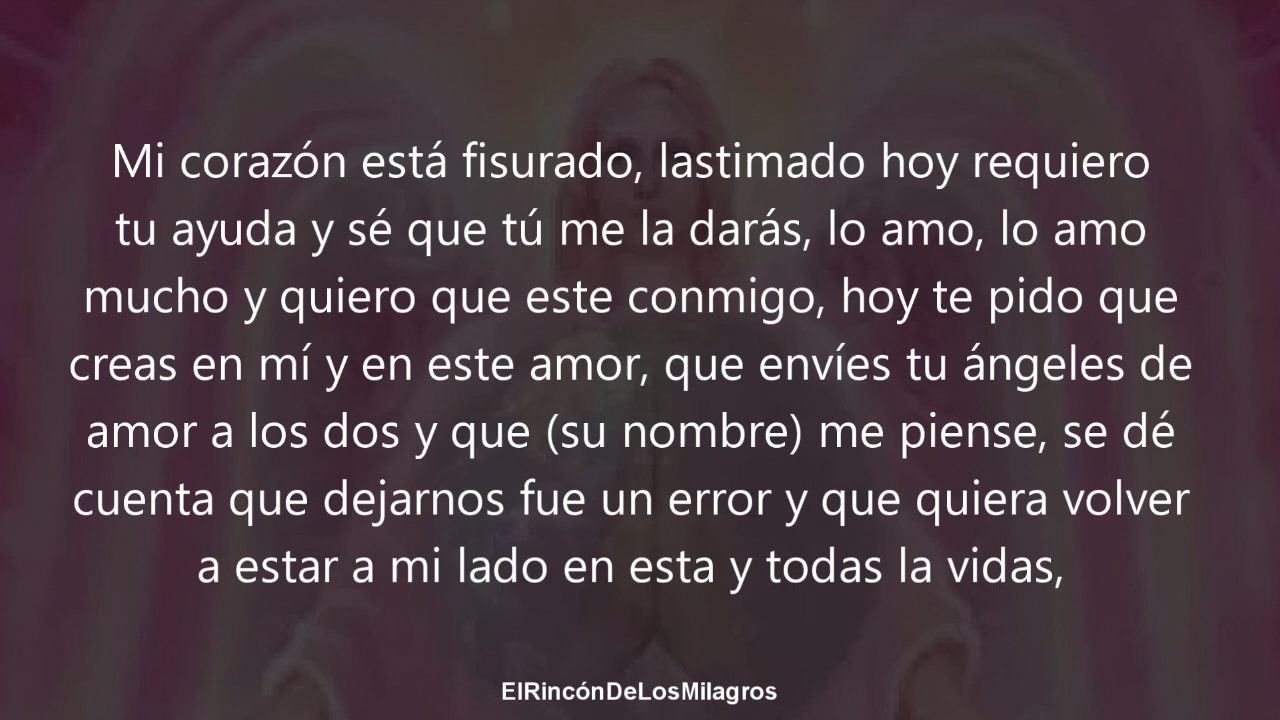 Mi corazón está fisurado, lastimado hoy requiero
tu ayuda y sé que tú me la darás, lo amo, lo amo
mucho y quiero que este conmigo, hoy te pido que
creas en mí y en este amor, que envíes tu ángeles de
amor a los dos y que (su nombre) me piense, se dé
cuenta que dejarnos fue un error y que quiera volver
a estar a mi lado en esta y todas la vidas,
ElRincónDeLosMilagros